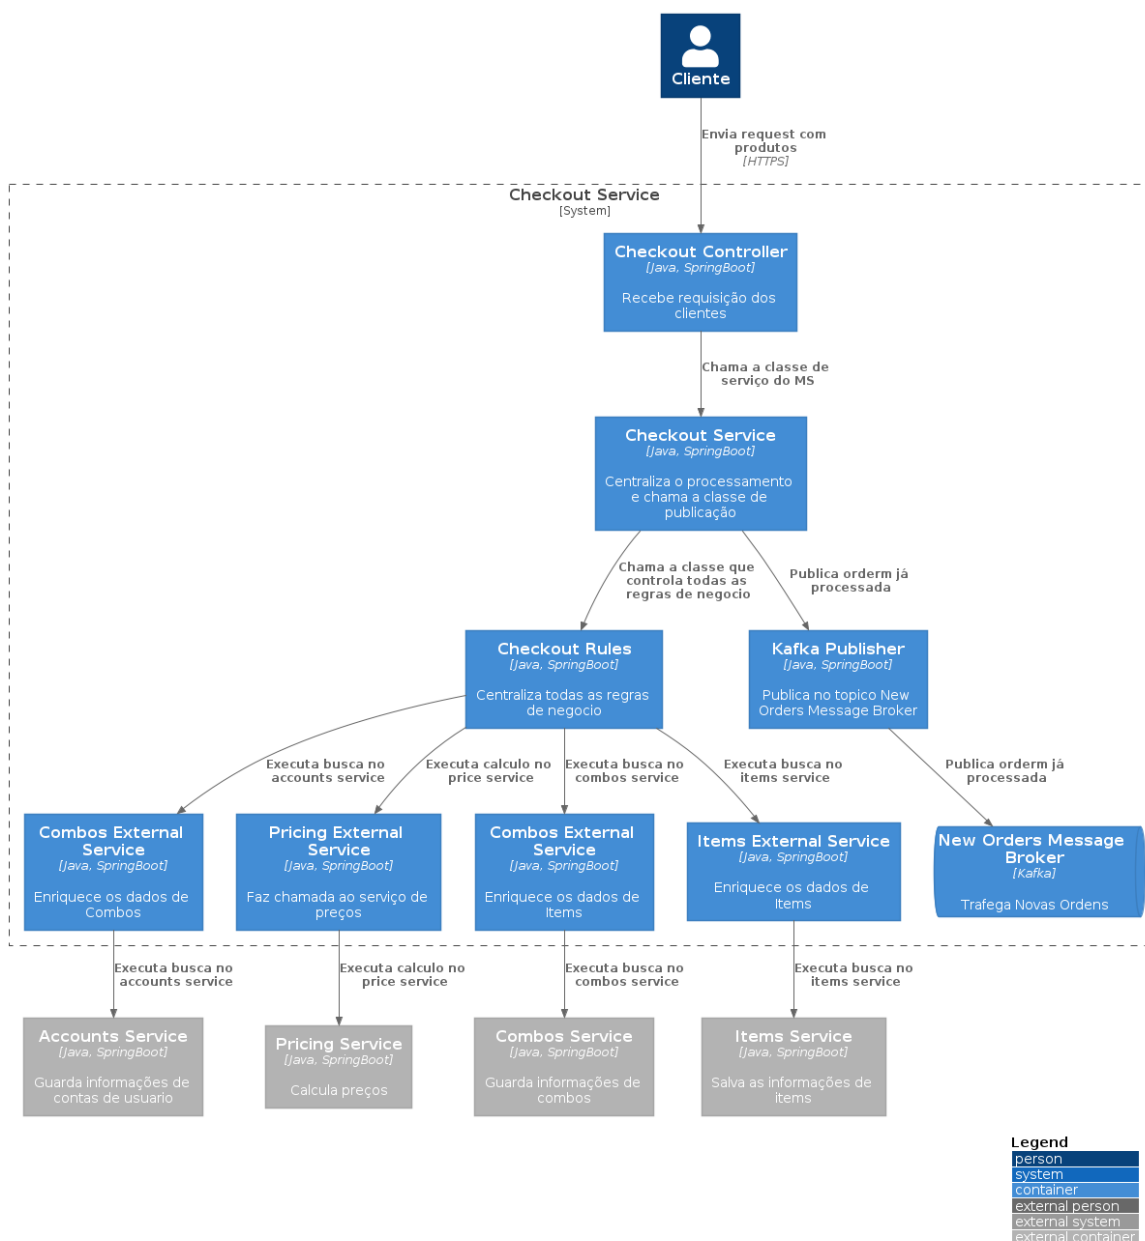 Cliente
Envia request com
produtos
[HTTPS]
Checkout Service
[System]
Checkout Controller
[Java, SpringBoot]
Recebe requisição dos
clientes
Chama a classe de
serviço do MS
Checkout Service
[Java, SpringBoot]
Centraliza o processamento
e chama a classe de
publicação
Chama a classe que
controla todas as
regras de negocio
Publica orderm já
processada
Checkout Rules
[Java, SpringBoot]
Centraliza todas as regras
de negocio
Kafka Publisher
[Java, SpringBoot]
Publica no topico New
Orders Message Broker
Executa busca no
accounts service
Executa calculo no
price service
Executa busca no
combos service
Executa busca no
items service
Publica orderm já
processada
Combos External
Service
[Java, SpringBoot]
Enriquece os dados de
Combos
Pricing External
Service
[Java, SpringBoot]
Faz chamada ao serviço de
preços
Combos External
Service
[Java, SpringBoot]
Enriquece os dados de
Items
Items External Service
[Java, SpringBoot]
Enriquece os dados de
Items
New Orders Message
Broker
[Kafka]
Trafega Novas Ordens
Executa busca no
accounts service
Executa calculo no
price service
Executa busca no
combos service
Executa busca no
items service
Accounts Service
[Java, SpringBoot]
Guarda informações de
contas de usuario
Pricing Service
[Java, SpringBoot]
Calcula preços
Combos Service
[Java, SpringBoot]
Guarda informações de
combos
Items Service
[Java, SpringBoot]
Salva as informações de
items
Legend
person
system
container
external person
external system
external container